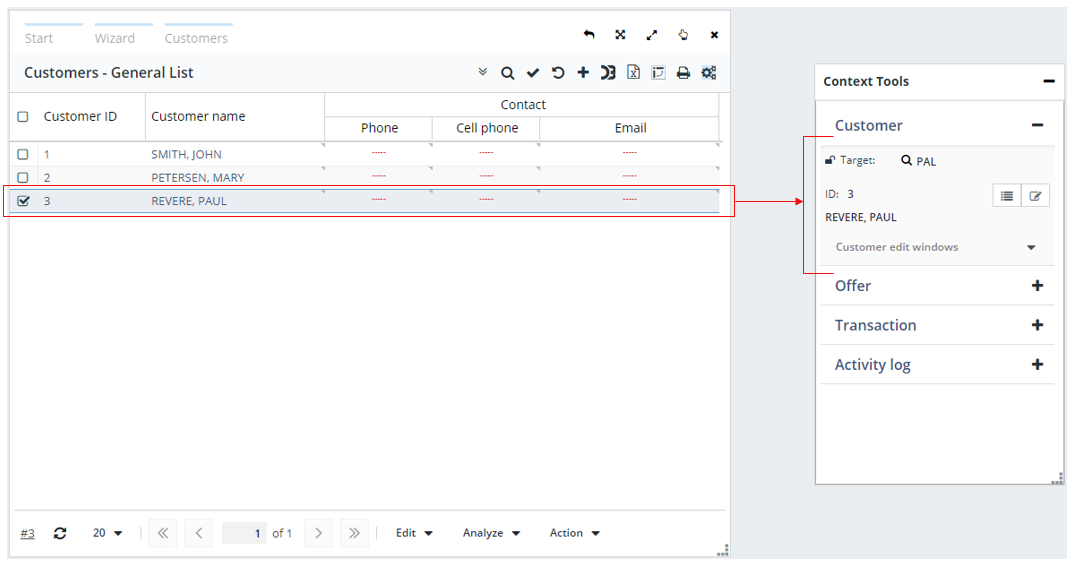 Start Wizard Customers
Customers - General List
Customer ID Customer name Contact
Phone Cell phone Email
1 SMITH, JOHN ----- ----- -----
2 PETERSEN, MARY ----- ----- -----
3 REVERE, PAUL ----- ----- -----
#3 20 1 of 1 Edit Analyze Action
Context Tools
Customer
Target: PAL
ID: 3
REVERE, PAUL
Customer edit windows
Offer
Transaction
Activity log